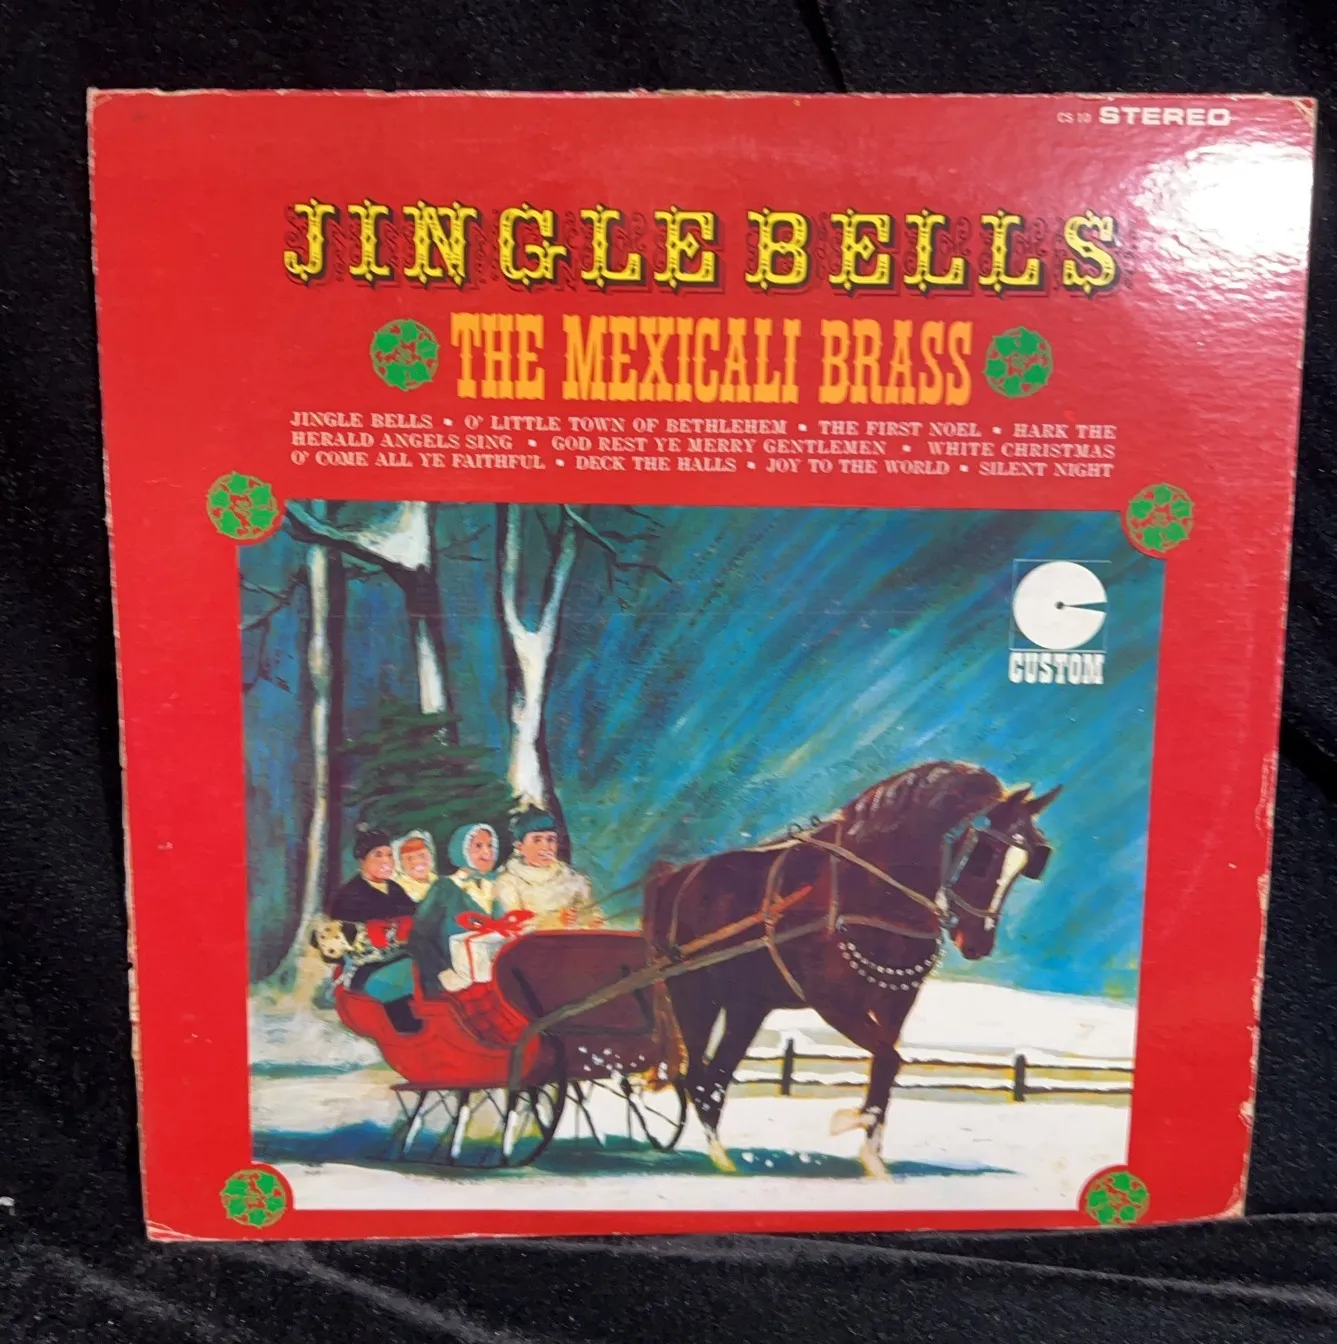 CS 10 STEREO
JINGLE BELLS
THE MEXICALI BRASS
JINGLE BELLS • O' LITTLE TOWN OF BETHLEHEM • THE FIRST NOEL • HARK THE
HERALD ANGELS SING • GOD REST YE MERRY GENTLEMEN • WHITE CHRISTMAS
O' COME ALL YE FAITHFUL • DECK THE HALLS • JOY TO THE WORLD • SILENT NIGHT
CUSTOM